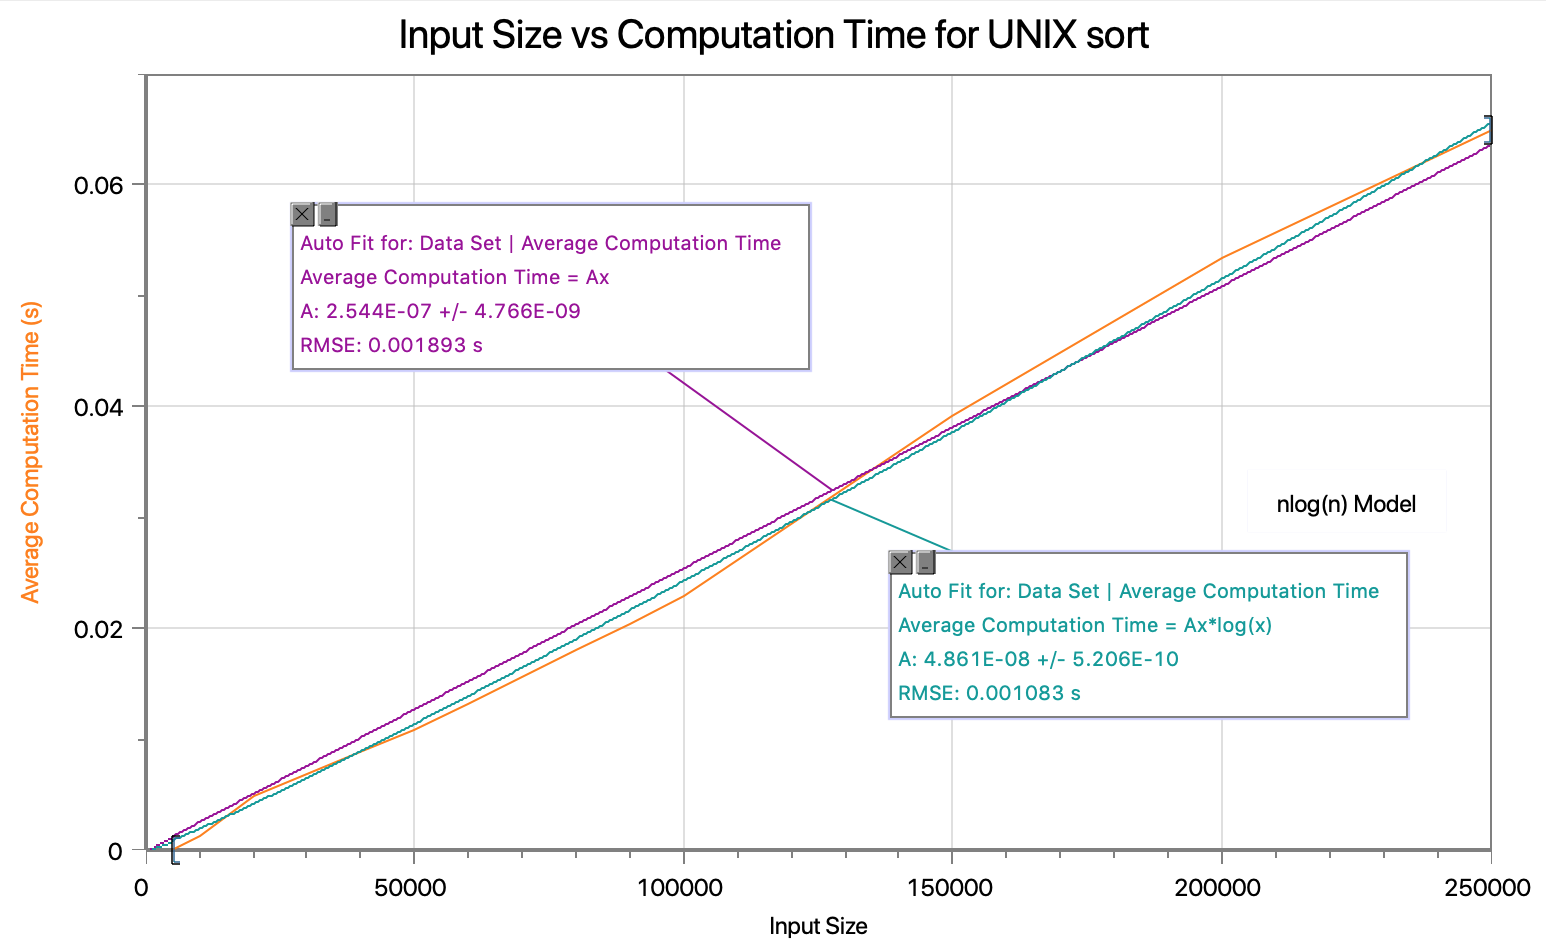 Input Size vs Computation Time for UNIX sort
Average Computation Time (s)
0.06
0.04
0.02
0
Auto Fit for: Data Set | Average Computation Time
Average Computation Time = Ax
A: 2.544E-07 +/- 4.766E-09
RMSE: 0.001893 s
nlog(n) Model
Auto Fit for: Data Set | Average Computation Time
Average Computation Time = Ax*log(x)
A: 4.861E-08 +/- 5.206E-10
RMSE: 0.001083 s
0 50000 100000 150000 200000 250000
Input Size